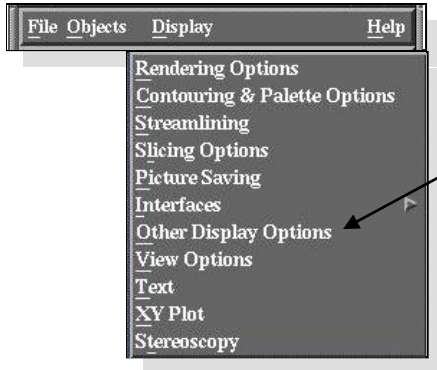 File Objects Display Help
Rendering Options
Contouring & Palette Options
Streamlining
Slicing Options
Picture Saving
Interfaces
Other Display Options
View Options
Text
XY Plot
Stereoscopy